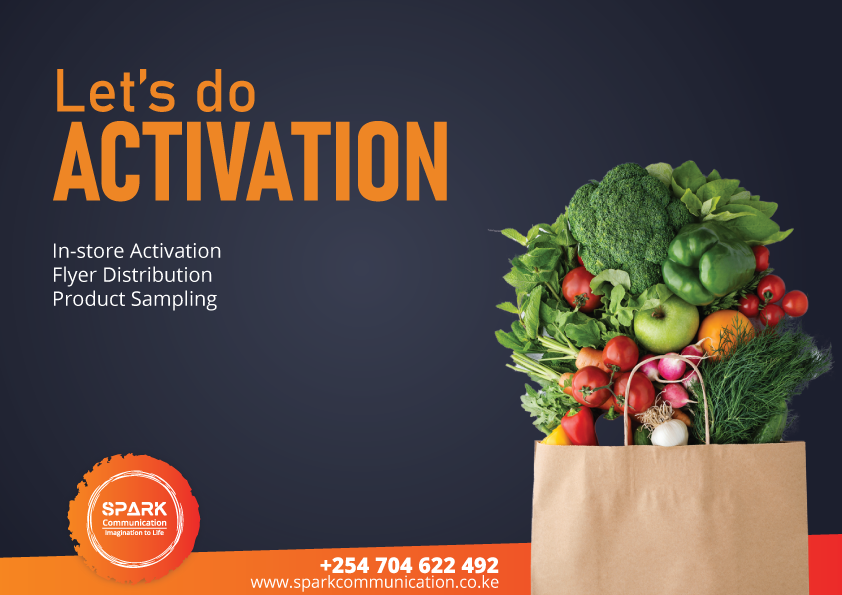 Let's do
ACTIVATION
In-store Activation
Flyer Distribution
Product Sampling
SPARK
Communication
Imagination to Life
+254 704 622 492
www.sparkcommunication.co.ke